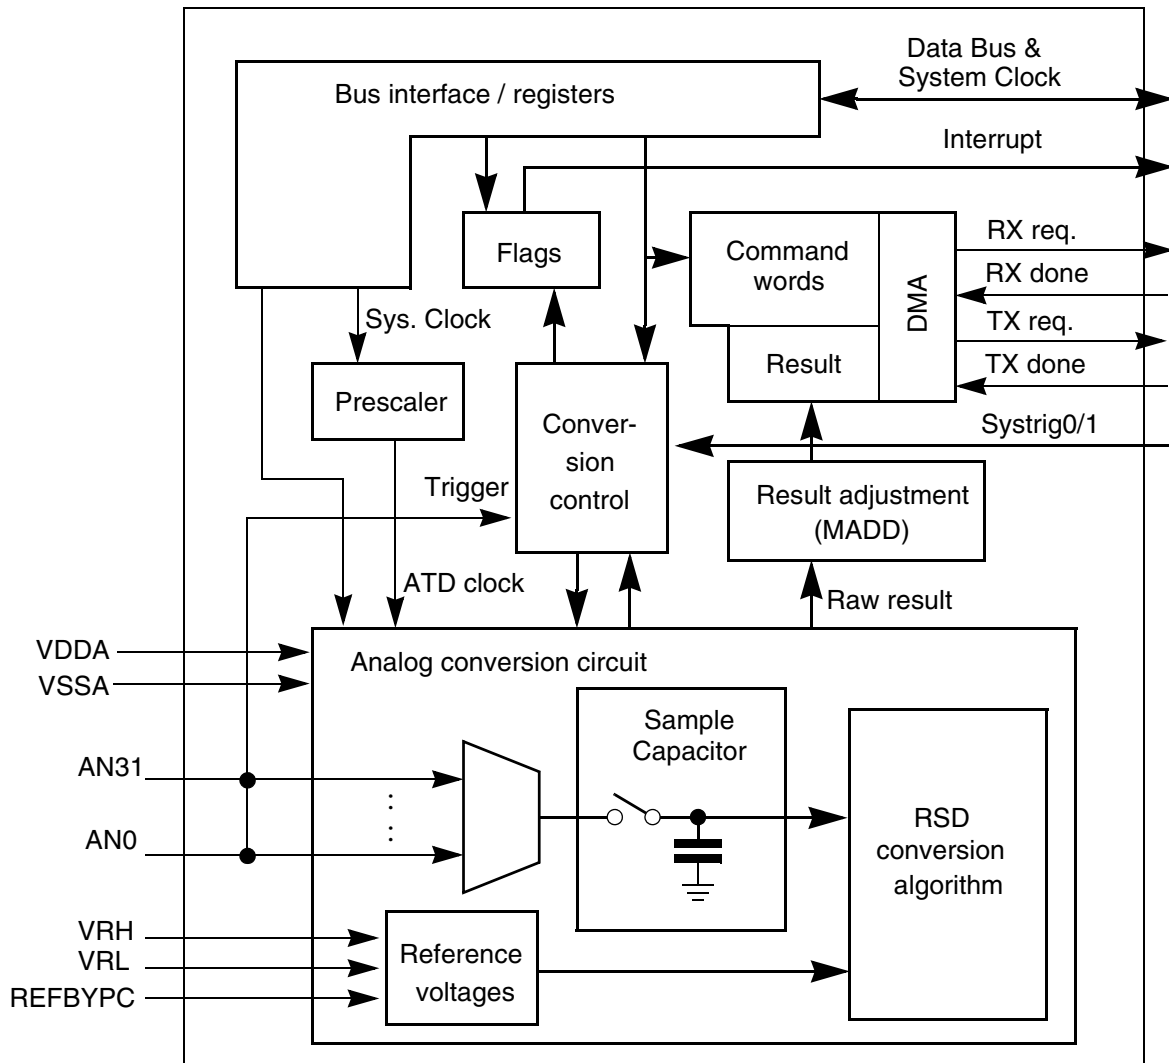 Data Bus &
System Clock
Bus interface / registers
Interrupt
Flags
Command
words
DMA
RX req.
RX done
TX req.
TX done
Sys. Clock
Result
Prescaler
Conver-
sion
control
Systrig0/1
Trigger
Result adjustment
(MADD)
ATD clock
Raw result
VDDA
VSSA
Analog conversion circuit
Sample
Capacitor
AN31
AN0
RSD
conversion
algorithm
VRH
VRL
REFBYPC
Reference
voltages